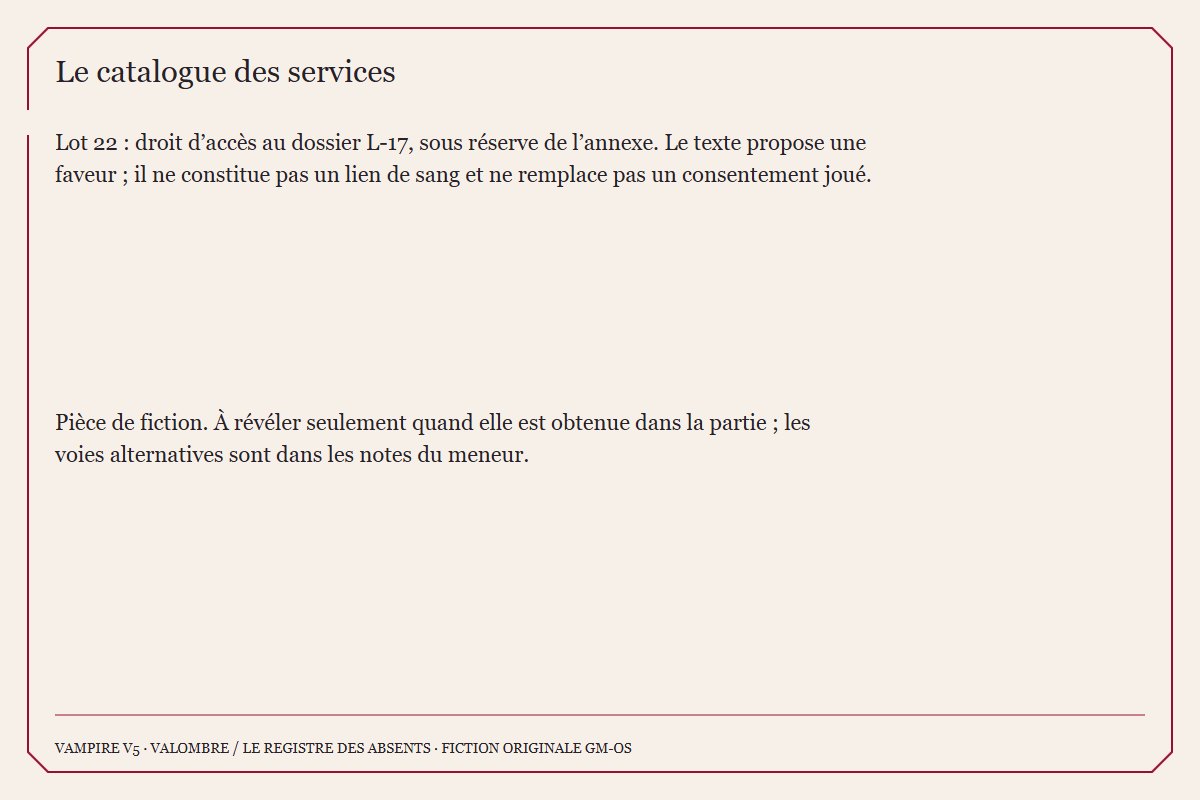 Le catalogue des services
Lot 22 : droit d’accès au dossier L-17, sous réserve de l’annexe. Le texte propose une
faveur ; il ne constitue pas un lien de sang et ne remplace pas un consentement joué.
Pièce de fiction. À révéler seulement quand elle est obtenue dans la partie ; les
voies alternatives sont dans les notes du meneur.
VAMPIRE V5 · VALOMBRE / LE REGISTRE DES ABSENTS · FICTION ORIGINALE GM-OS